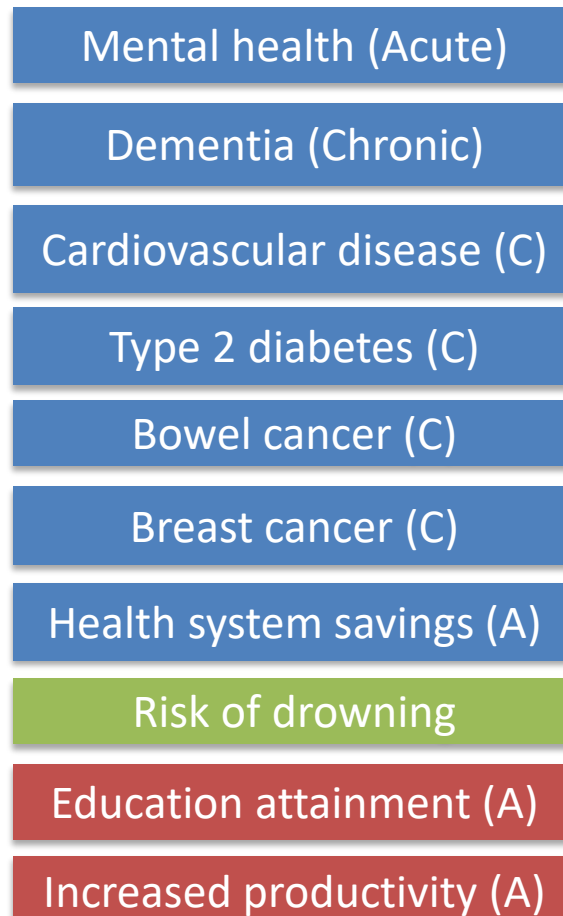 Mental health (Acute)
Dementia (Chronic)
Cardiovascular disease (C)
Type 2 diabetes (C)
Bowel cancer (C)
Breast cancer (C)
Health system savings (A)
Risk of drowning
Education attainment (A)
Increased productivity (A)